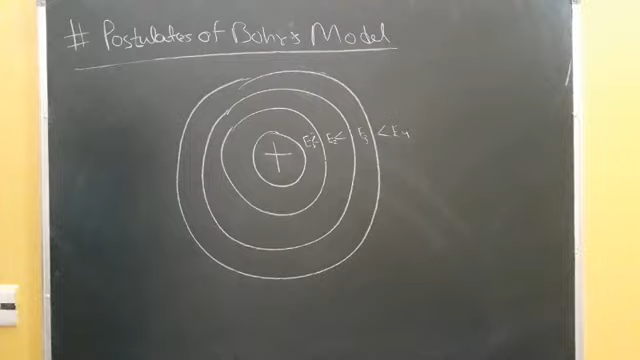 # Postulates of Bohr's Model
E₁< E₂< E₃ < E₄